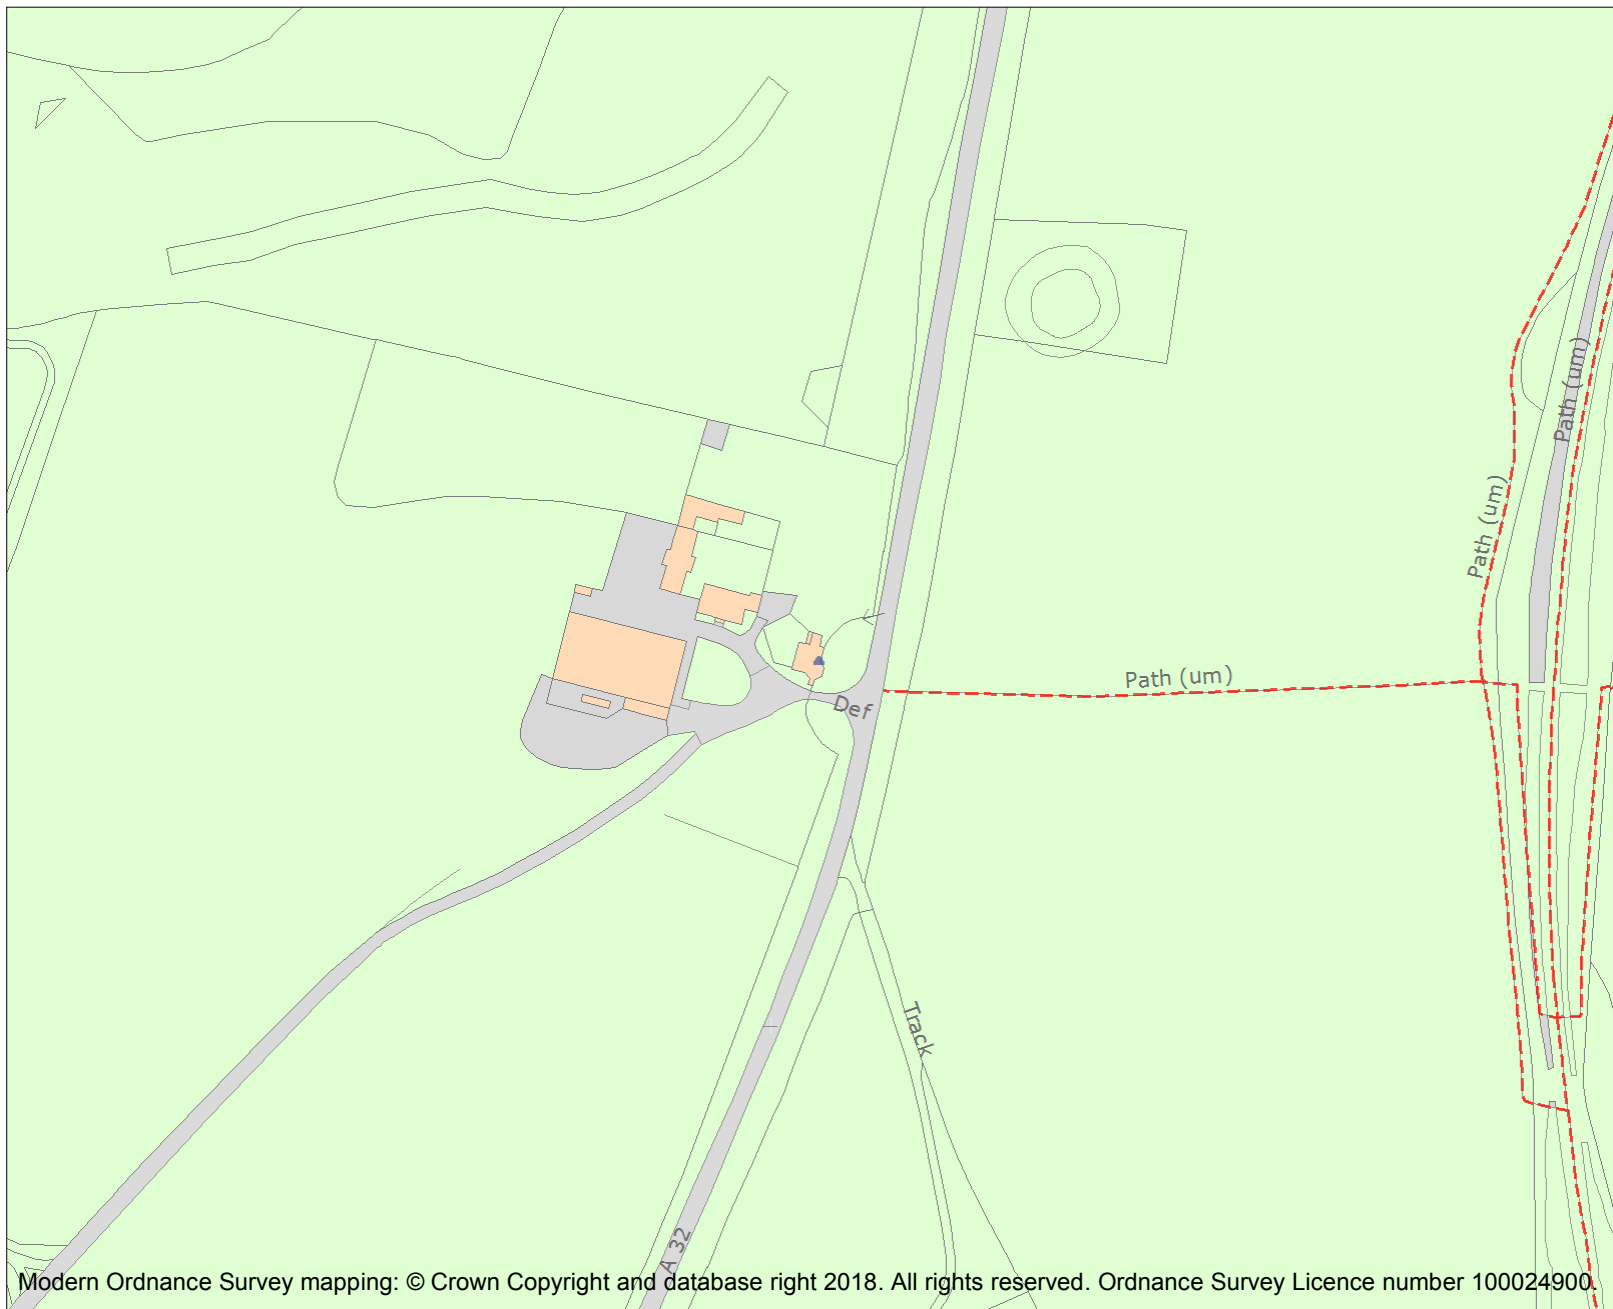 Path (um)
Path (um)
Path (um)
Def
Track
A 32
Modern Ordnance Survey mapping: © Crown Copyright and database right 2018. All rights reserved. Ordnance Survey Licence number 100024900.